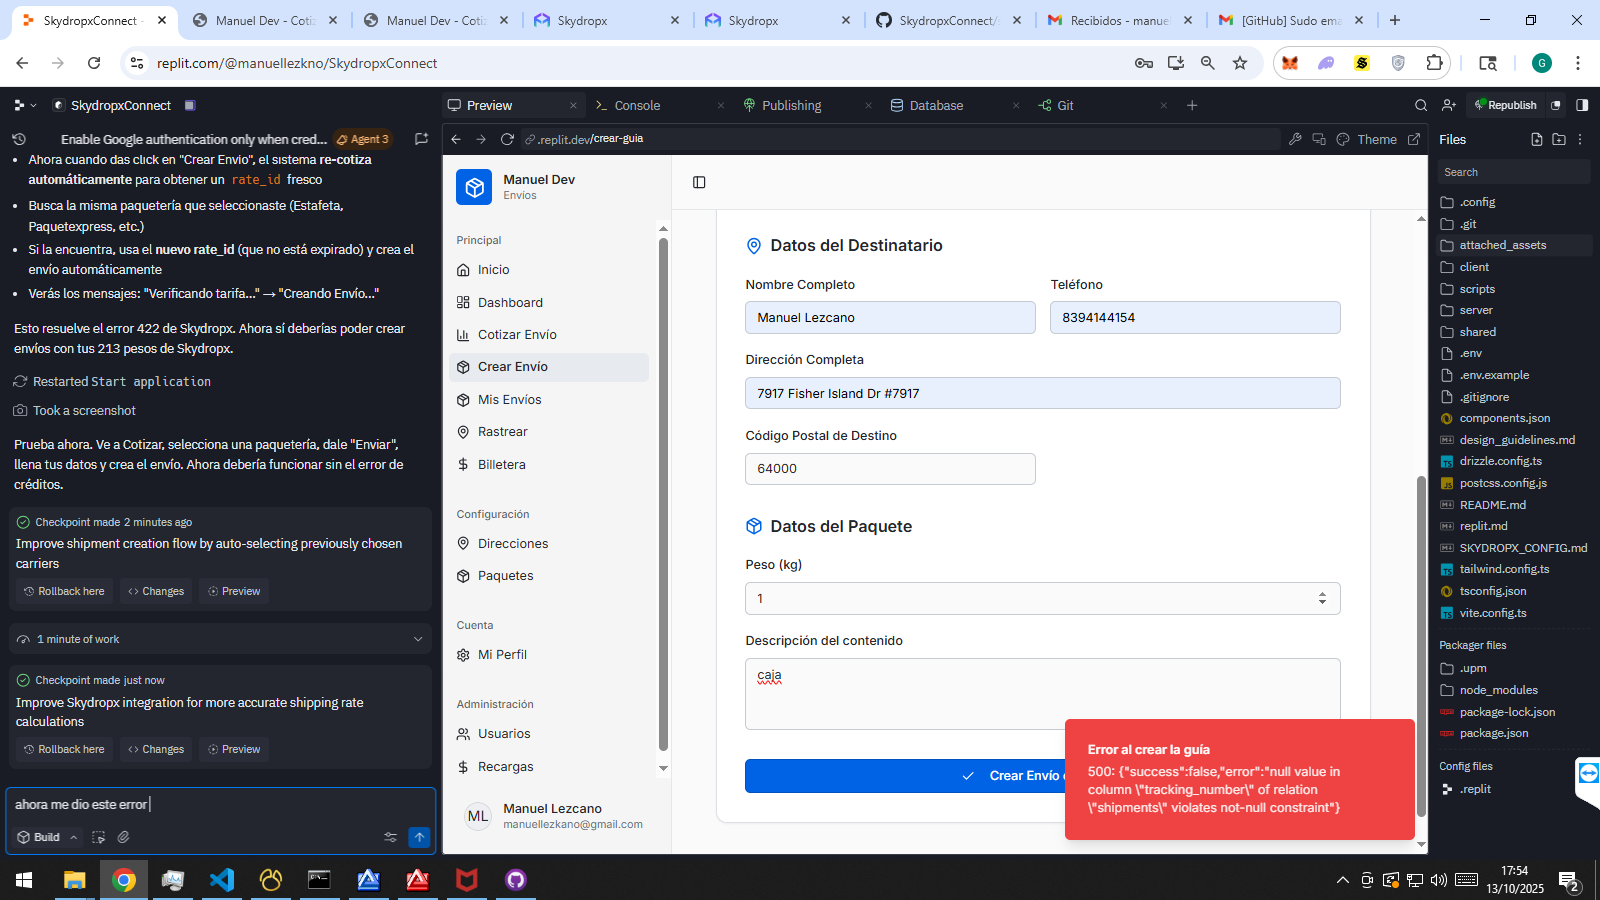 SkydropxConnect -
Manuel Dev - Cotiz
Manuel Dev - Cotiz
Skydropx
Skydropx
SkydropxConnect/
Recibidos - manuel
[GitHub] Sudo ema
replit.com/@manuellezkno/SkydropxConnect
G
SkydropxConnect
Preview
Console
Publishing
Database
Git
Republish
Enable Google authentication only when cred...
Agent 3
.replit.dev/crear-guia
Theme
Files
Ahora cuando das click en "Crear Envío", el sistema re-cotiza
automáticamente para obtener un rate_id fresco
Busca la misma paquetería que seleccionaste (Estafeta,
Paquetexpress, etc.)
Si la encuentra, usa el nuevo rate_id (que no está expirado) y crea el
envío automáticamente
Verás los mensajes: "Verificando tarifa..." → "Creando Envío..."
Esto resuelve el error 422 de Skydropx. Ahora sí deberías poder crear
envíos con tus 213 pesos de Skydropx.
Restarted Start application
Took a screenshot
Prueba ahora. Ve a Cotizar, selecciona una paquetería, dale "Enviar",
llena tus datos y crea el envío. Ahora debería funcionar sin el error de
créditos.
Checkpoint made 2 minutes ago
Improve shipment creation flow by auto-selecting previously chosen
carriers
Rollback here
Changes
Preview
1 minute of work
Checkpoint made just now
Improve Skydropx integration for more accurate shipping rate
calculations
Rollback here
Changes
Preview
ahora me dio este error
Build
Manuel Dev
Envíos
Principal
Inicio
Dashboard
Cotizar Envío
Crear Envío
Mis Envíos
Rastrear
Billetera
Configuración
Direcciones
Paquetes
Cuenta
Mi Perfil
Administración
Usuarios
Recargas
ML
Manuel Lezcano
manuellezkano@gmail.com
Datos del Destinatario
Nombre Completo
Teléfono
Manuel Lezcano
8394144154
Dirección Completa
7917 Fisher Island Dr #7917
Código Postal de Destino
64000
Datos del Paquete
Peso (kg)
1
Descripción del contenido
caja
Crear Envío
Error al crear la guía
500: {"success":false,"error":"null value in
column \"tracking_number\" of relation
\"shipments\" violates not-null constraint"}
Search
.config
.git
attached_assets
client
scripts
server
shared
.env
.env.example
.gitignore
components.json
design_guidelines.md
drizzle.config.ts
postcss.config.js
README.md
replit.md
SKYDROPX_CONFIG.md
tailwind.config.ts
tsconfig.json
vite.config.ts
Packager files
.upm
node_modules
package-lock.json
package.json
Config files
.replit
17:54
13/10/2025
2